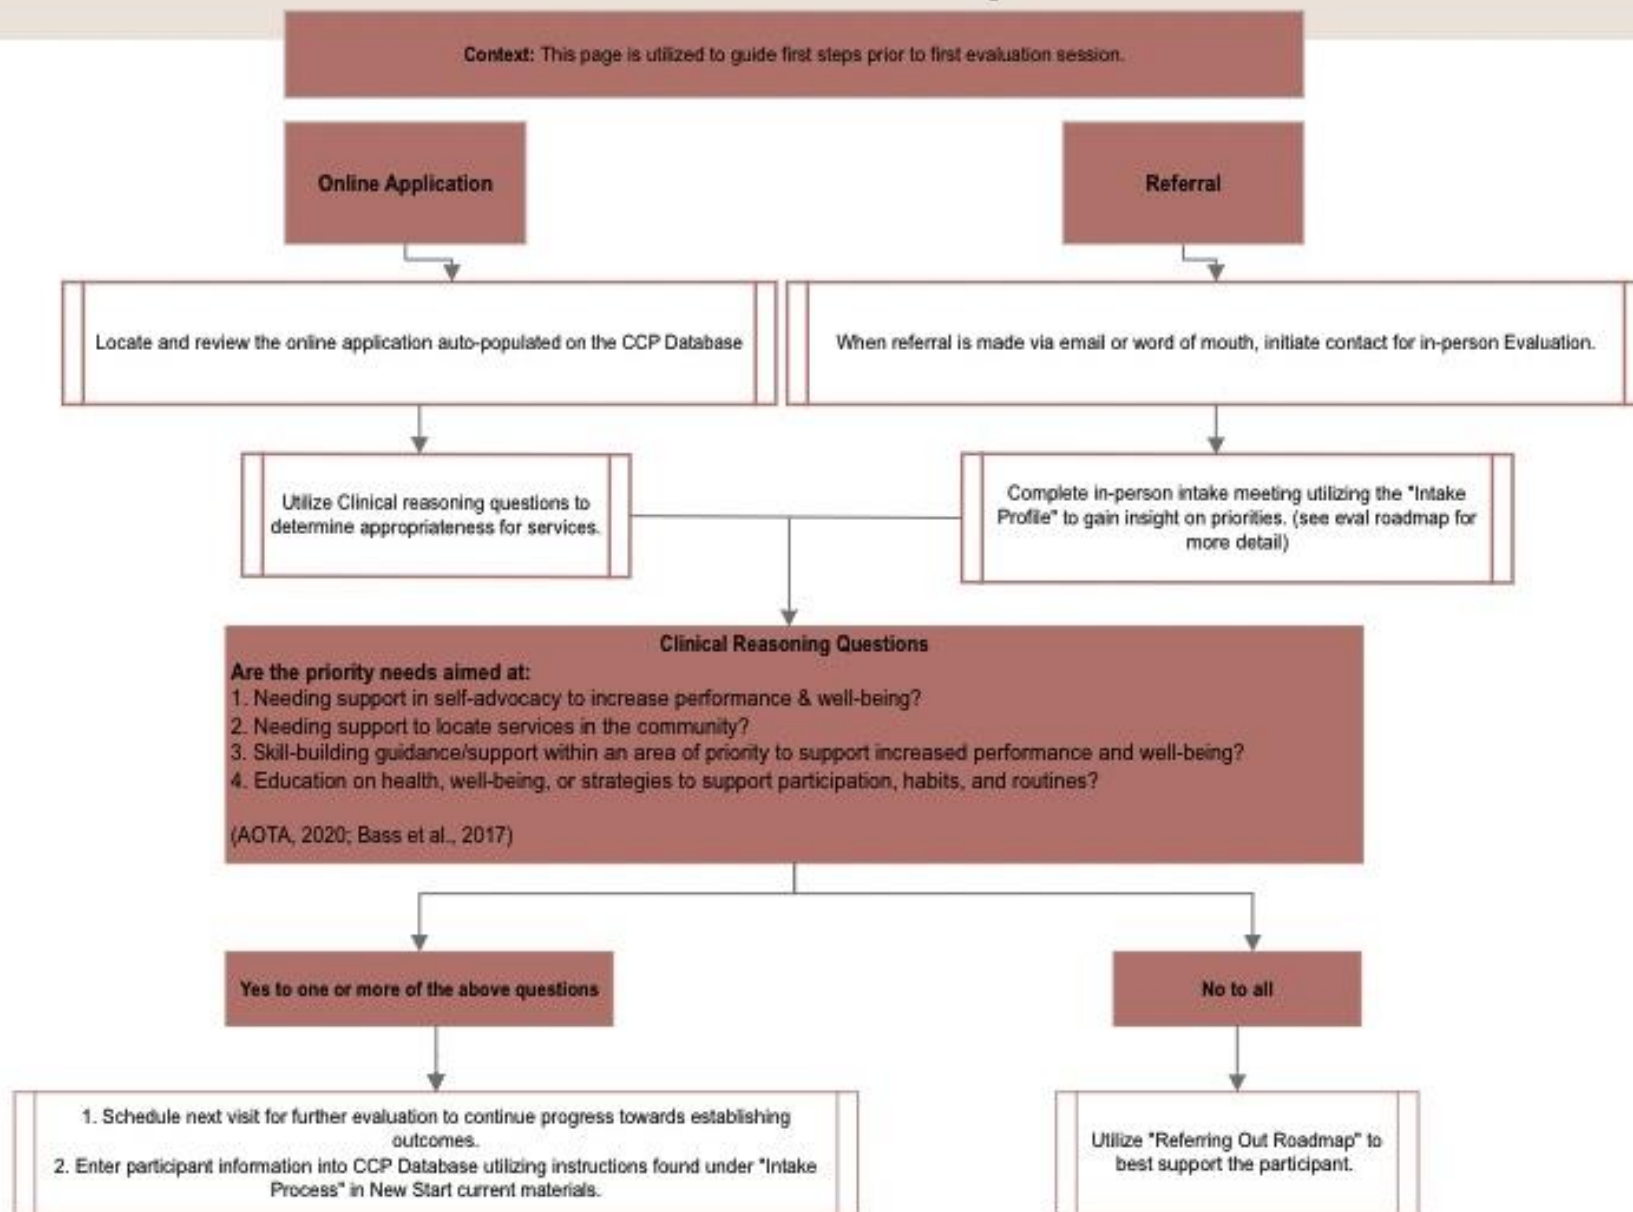 Context: This page is utilized to guide first steps prior to first evaluation session.
Online Application
Referral
Locate and review the online application auto-populated on the CCP Database
When referral is made via email or word of mouth, initiate contact for in-person Evaluation.
Utilize Clinical reasoning questions to
determine appropriateness for services.
Complete in-person intake meeting utilizing the "Intake
Profile" to gain insight on priorities. (see eval roadmap for
more detail)
Clinical Reasoning Questions
Are the priority needs aimed at:
1. Needing support in self-advocacy to increase performance & well-being?
2. Needing support to locate services in the community?
3. Skill-building guidance/support within an area of priority to support increased performance and well-being?
4. Education on health, well-being, or strategies to support participation, habits, and routines?
(AOTA, 2020; Bass et al., 2017)
Yes to one or more of the above questions
No to all
1. Schedule next visit for further evaluation to continue progress towards establishing
outcomes.
2. Enter participant information into CCP Database utilizing instructions found under "Intake
Process" in New Start current materials.
Utilize "Referring Out Roadmap" to
best support the participant.